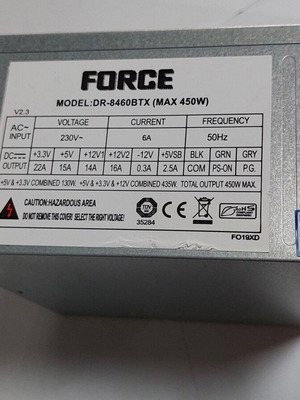 FORCE
MODEL:DR-8460BTX (MAX 450W)
V2.3
AC~ INPUT VOLTAGE CURRENT FREQUENCY
230V~ 6A 50Hz
DC⎓ +3.3V +5V +12V1 +12V2 -12V +5VSB BLK GRN GRY
OUTPUT 22A 15A 14A 16A 0.3A 2.5A COM PS-ON P.G.
+5V & +3.3V COMBINED 130W. +5V & +3.3V & +12V COMBINED 435W. TOTAL OUTPUT 450W MAX.
CAUTION:HAZARDOUS AREA
DO NOT REMOVE THIS COVER! SELECT THE RIGHT VOLTAGE.
35284
FO19XD